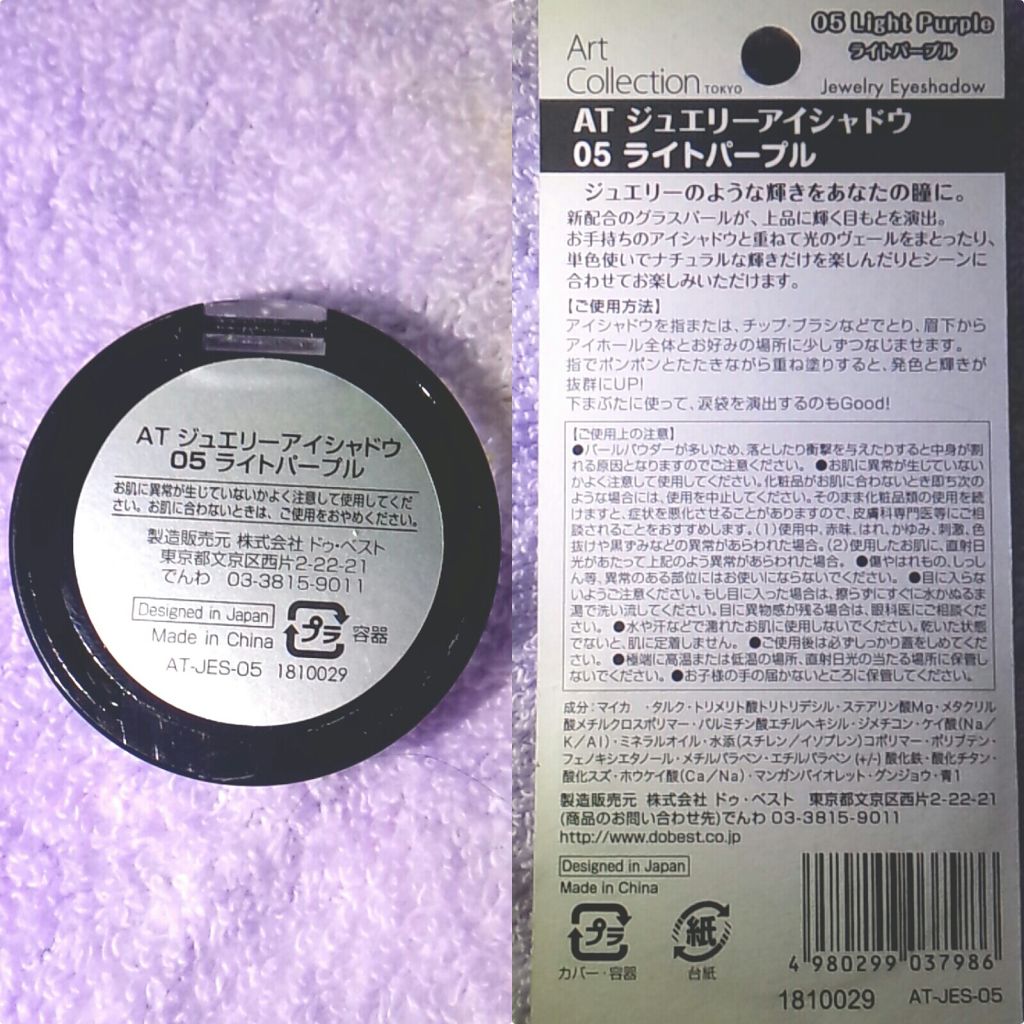 AT ジュエリーアイシャドウ
05 ライトパープル
お肌に異常が生じていないかよく注意して使用してくだ
さい。お肌に合わないときは、ご使用をおやめください。
製造販売元 株式会社 ドゥ・ベスト
東京都文京区西片2-22-21
でんわ 03-3815-9011
Designed in Japan
Made in China
プラ
容器
AT-JES-05 1810029
05 Light Purple
ライトパープル
Art
Collection TOKYO
Jewelry Eyeshadow
AT ジュエリーアイシャドウ
05 ライトパープル
ジュエリーのような輝きをあなたの瞳に。
新配合のグラスパールが、上品に輝く目もとを演出。
お手持ちのアイシャドウと重ねて光のヴェールをまとったり、
単色使いでナチュラルな輝きだけを楽しんだりとシーンに
合わせてお楽しみいただけます。
【ご使用方法】
アイシャドウを指または、チップ・ブラシなどでとり、眉下から
アイホール全体とお好みの場所に少しずつなじませます。
指でポンポンとたたきながら重ね塗りすると、発色と輝きが
抜群にUP!
下まぶたに使って、涙袋を演出するのもGood!
【ご使用上の注意】
●パールパウダーが多いため、落としたり衝撃を与えたりすると中身が割
れる原因となりますのでご注意ください。 ●お肌に異常が生じていない
かよく注意して使用してください。化粧品がお肌に合わないとき即ち次の
ような場合には、使用を中止してください。そのまま化粧品類の使用を続
けますと、症状を悪化させることがありますので、皮膚科専門医等にご相
談されることをおすすめします。(1)使用中、赤味、はれ、かゆみ、刺激、色
抜けや黒ずみなどの異常があらわれた場合。(2)使用したお肌に、直射日
光があたって上記のよう異常があらわれた場合。 ●傷やはれもの、しっし
ん等、異常のある部位にはお使いにならないでください。 ●目に入らな
いようご注意ください。もし目に入った場合は、擦らずにすぐに水かぬるま
湯で洗い流してください。目に異物感が残る場合は、眼科医にご相談くだ
さい。 ●水や汗などで濡れたお肌に使用しないでください。乾いた状態
でないと、肌に定着しません。 ●ご使用後は必ずしっかり蓋をしめてくだ
さい。 ●極端に高温または低温の場所、直射日光の当たる場所に保管し
ないでください。●お子様の手の届かないところに保管してください。
成分:マイカ ・タルク・トリメリト酸トリトリデシル・ステアリン酸Mg・メタクリル
酸メチルクロスポリマー・パルミチン酸エチルヘキシル・ジメチコン・ケイ酸(Na/
K/Al)・ミネラルオイル・水添(スチレン/イソプレン)コポリマー・ポリブテン・
フェノキシエタノール・メチルパラベン・エチルパラベン (+/-) 酸化鉄・酸化チタン・
酸化スズ・ホウケイ酸(Ca/Na)・マンガンバイオレット・グンジョウ・青1
製造販売元 株式会社 ドゥ・ベスト 東京都文京区西片2-22-21
(商品のお問い合わせ先)でんわ 03-3815-9011
http://www.dobest.co.jp
Designed in Japan
Made in China
プラ
カバー・容器
紙
台紙
4 980299 037986
1810029 AT-JES-05